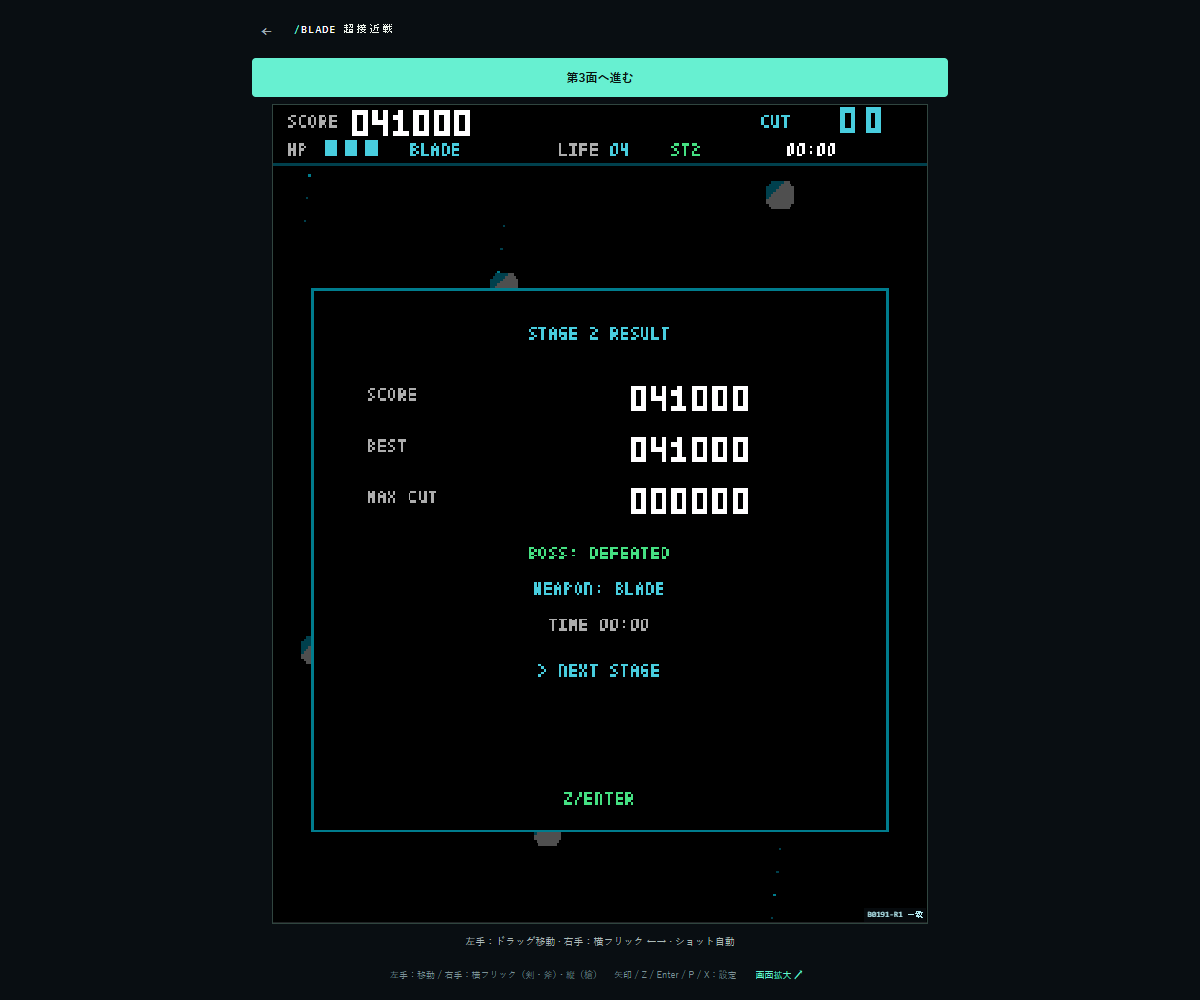 ← /BLADE 超接近戦
第3面へ進む
SCORE 041000 CUT 00
HP BLADE LIFE 04 ST2 00:00
STAGE 2 RESULT
SCORE 041000
BEST 041000
MAX CUT 000000
BOSS: DEFEATED
WEAPON: BLADE
TIME 00:00
> NEXT STAGE
Z/ENTER
B0191-R1 一致
左手：ドラッグ移動・右手：横フリック ←→・ショット自動
左手：移動 / 右手：横フリック（剣・斧）・縦（槍） 矢印 / Z / Enter / P / X：設定 画面拡大